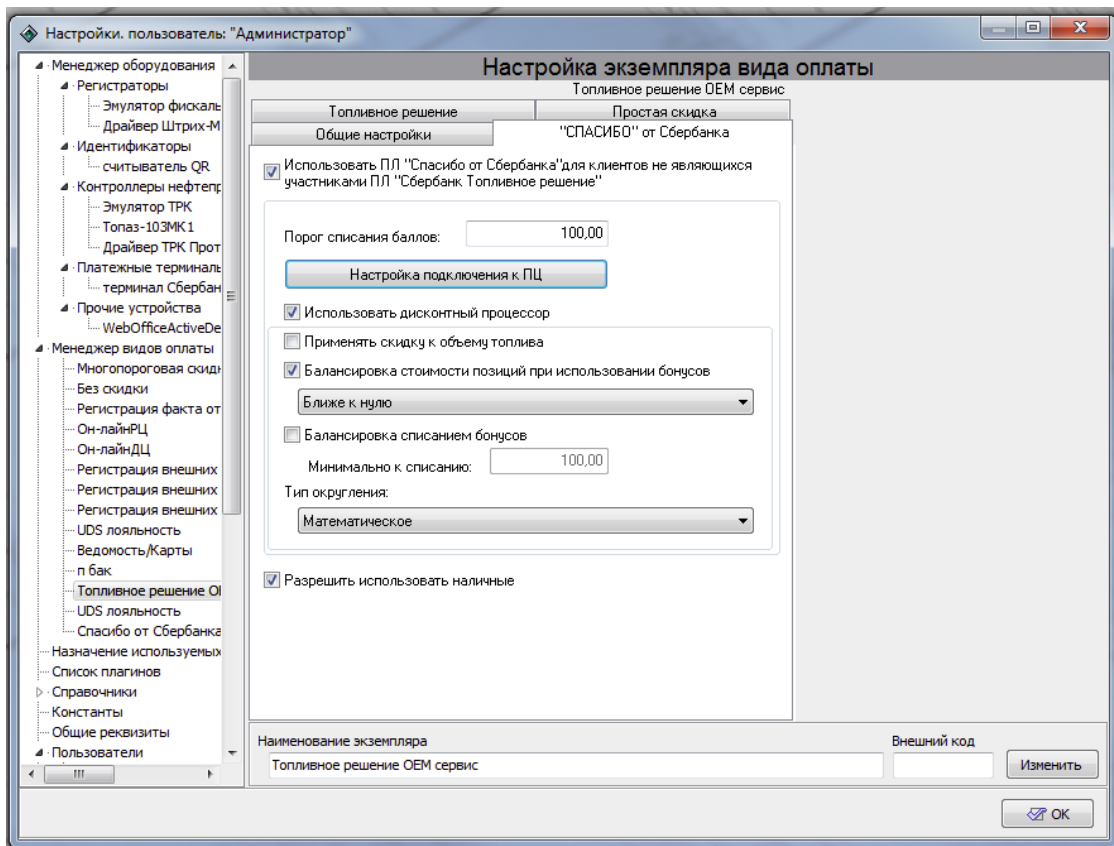 Настройки. пользователь: "Администратор"
Менеджер оборудования
Регистраторы
Эмулятор фискаль
Драйвер Штрих-М
Идентификаторы
считыватель QR
Контроллеры нефтепр
Эмулятор ТРК
Топаз-103МК1
Драйвер ТРК Прот
Платежные терминаль
терминал Сбербан
Прочие устройства
WebOfficeActiveDe
Менеджер видов оплаты
Многопороговая скидк
Без скидки
Регистрация факта от
Он-лайнРЦ
Он-лайнДЦ
Регистрация внешних
Регистрация внешних
Регистрация внешних
UDS лояльность
Ведомость/Карты
п бак
Топливное решение OI
UDS лояльность
Спасибо от Сбербанка
Назначение используемых
Список плагинов
Справочники
Константы
Общие реквизиты
Пользователи
Настройка экземпляра вида оплаты
Топливное решение ОЕМ сервис
Топливное решение
Простая скидка
Общие настройки
"СПАСИБО" от Сбербанка
Использовать ПЛ "Спасибо от Сбербанка"для клиентов не являющихся
участниками ПЛ "Сбербанк Топливное решение"
Порог списания баллов:
100,00
Настройка подключения к ПЦ
Использовать дисконтный процессор
Применять скидку к объему топлива
Балансировка стоимости позиций при использовании бонусов
Ближе к нулю
Балансировка списанием бонусов
Минимально к списанию:
100,00
Тип округления:
Математическое
Разрешить использовать наличные
Наименование экземпляра
Внешний код
Топливное решение ОЕМ сервис
Изменить
OK